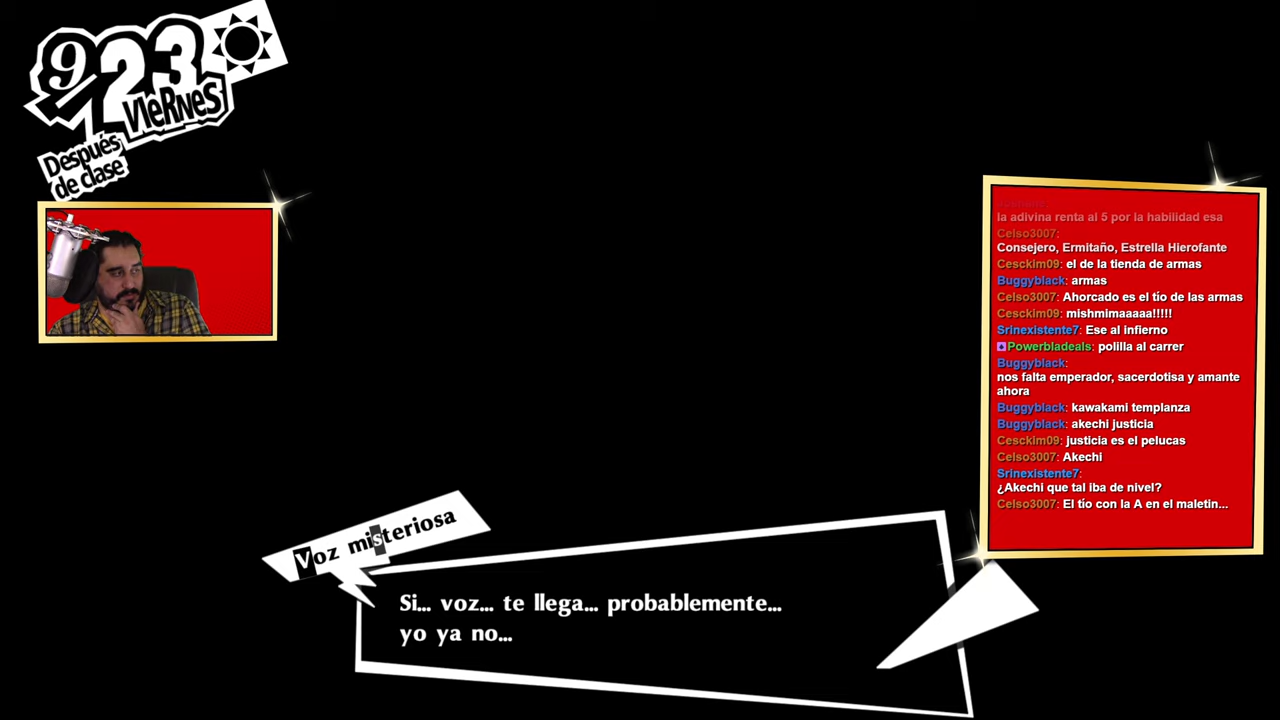 9/23
VIERNES
Después
de clase
la adivina renta al 5 por la habilidad esa
Celso3007:
Consejero, Ermitaño, Estrella Hierofante
Cesckim09: el de la tienda de armas
Buggyblack: armas
Celso3007: Ahorcado es el tío de las armas
Cesckim09: mishmimaaaaa!!!!!
Srinexistente7: Ese al infierno
Powerbladeals: polilla al carrer
Buggyblack:
nos falta emperador, sacerdotisa y amante
ahora
Buggyblack: kawakami templanza
Buggyblack: akechi justicia
Cesckim09: justicia es el pelucas
Celso3007: Akechi
Srinexistente7:
¿Akechi que tal iba de nivel?
Celso3007: El tío con la A en el maletin...
Voz misteriosa
Si... voz... te llega... probablemente...
yo ya no...